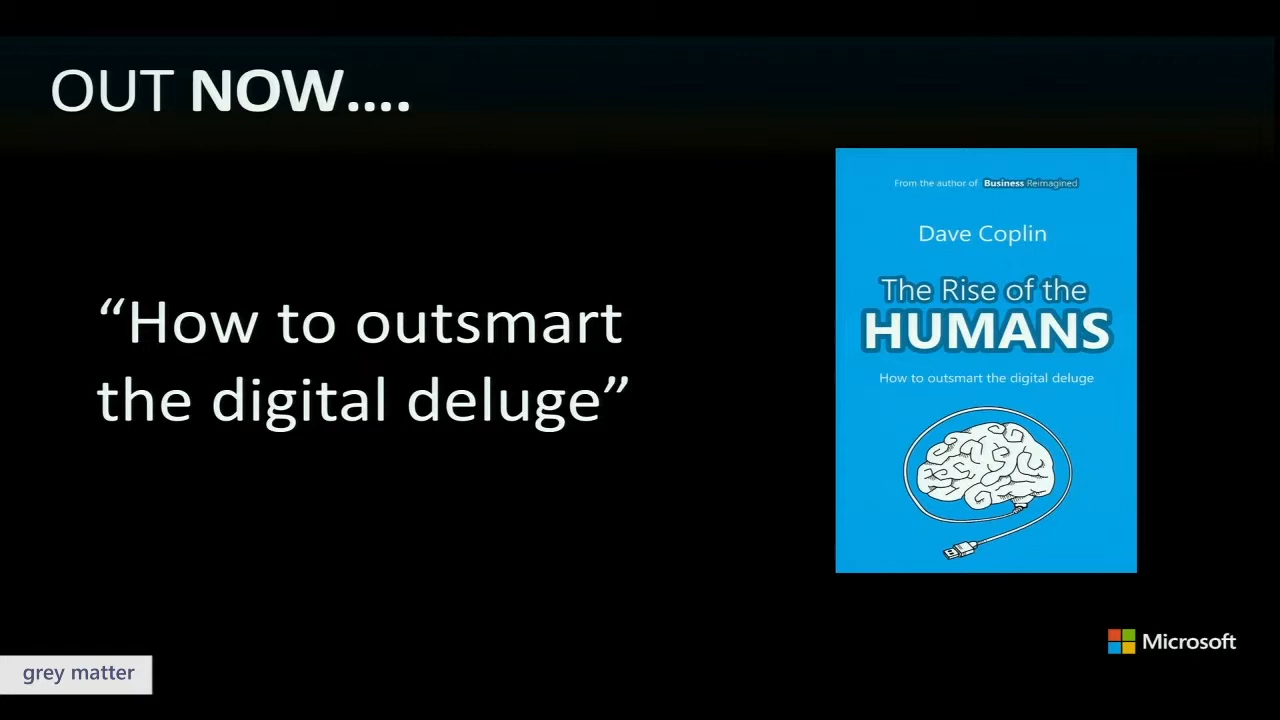 OUT NOW....
“How to outsmart
the digital deluge”
From the author of Business Reimagined
Dave Coplin
The Rise of the
HUMANS
How to outsmart the digital deluge
Microsoft
grey matter